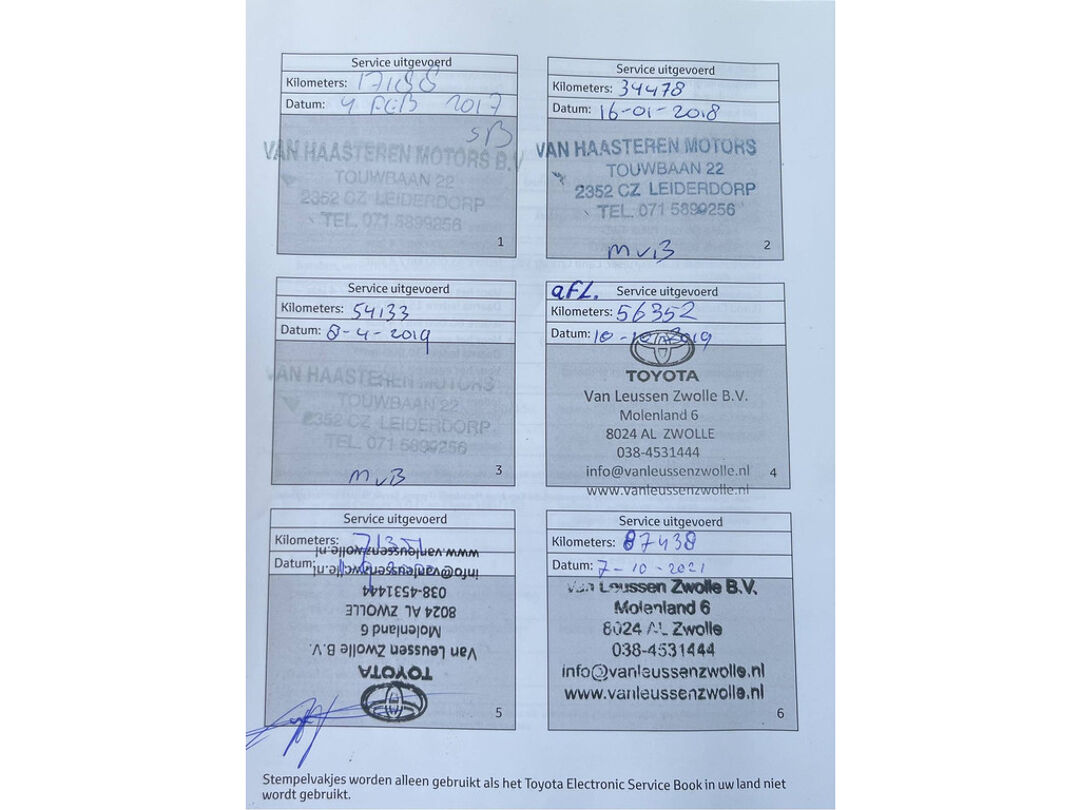 Service uitgevoerd
Kilometers: 17188
Datum: 4 FEB 2017
SB
VAN HAASTEREN MOTORS B.V
TOUWBAAN 22
2352 CZ LEIDERDORP
TEL. 071 5899256
1
Service uitgevoerd
Kilometers: 34478
Datum: 16-01-2018
VAN HAASTEREN MOTORS
TOUWBAAN 22
2352 CZ LEIDERDORP
TEL. 071 5899256
MvB
2
Service uitgevoerd
Kilometers: 54133
Datum: 8-4-2019
VAN HAASTEREN MOTORS
TOUWBAAN 22
2352 CZ LEIDERDORP
TEL. 071 5899256
MvB
3
afl. Service uitgevoerd
Kilometers: 56352
Datum: 10-10-2019
TOYOTA
Van Leussen Zwolle B.V.
Molenland 6
8024 AL ZWOLLE
038-4531444
info@vanleussenzwolle.nl
www.vanleussenzwolle.nl
4
Service uitgevoerd
Kilometers:
Datum:
TOYOTA
Van Leussen Zwolle B.V.
Molenland 6
8024 AL ZWOLLE
038-4531444
info@vanleussenzwolle.nl
www.vanleussenzwolle.nl
5
Service uitgevoerd
Kilometers: 87438
Datum: 7-10-2021
Van Leussen Zwolle B.V.
Molenland 6
8024 AL Zwolle
038-4531444
info@vanleussenzwolle.nl
www.vanleussenzwolle.nl
6
Stempelvakjes worden alleen gebruikt als het Toyota Electronic Service Book in uw land niet
wordt gebruikt.